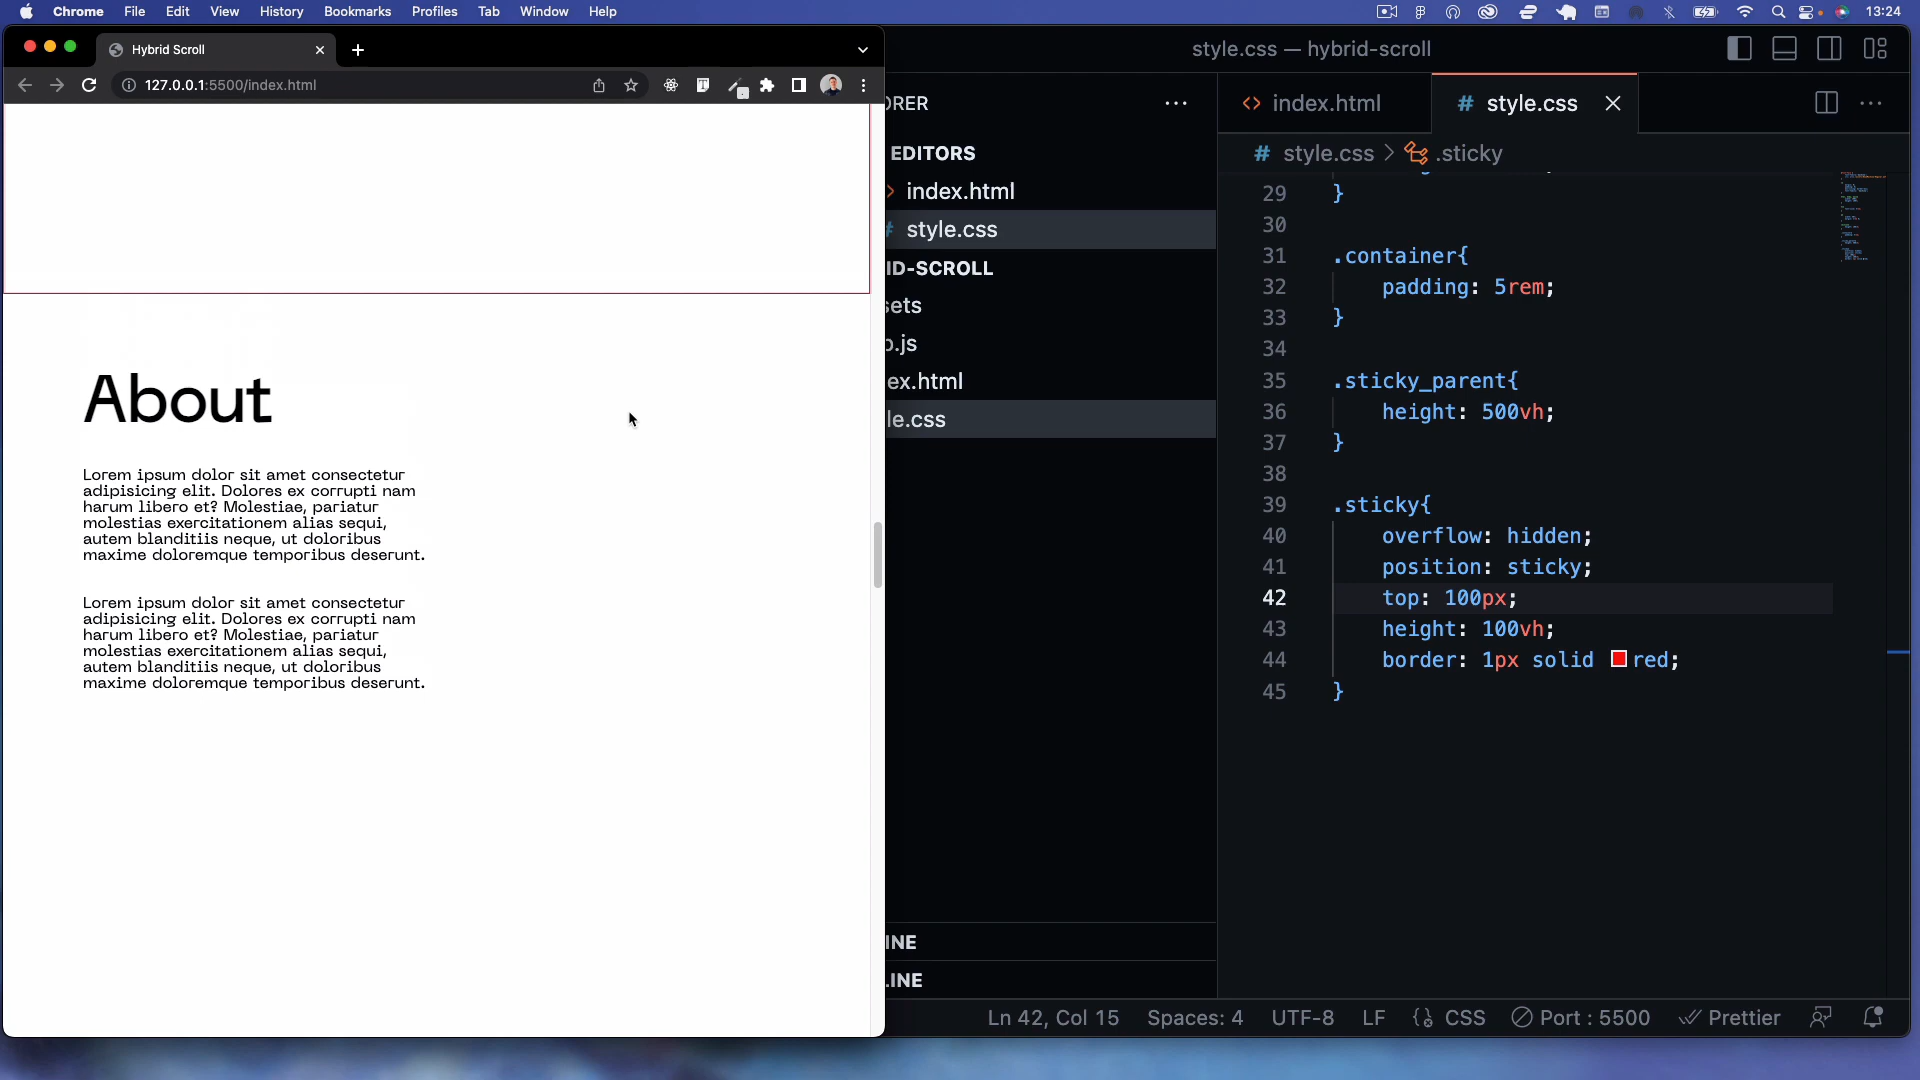 Chrome File Edit View History Bookmarks Profiles Tab Window Help 13:24
Hybrid Scroll
127.0.0.1:5500/index.html
About
Lorem ipsum dolor sit amet consectetur
adipisicing elit. Dolores ex corrupti nam
harum libero et? Molestiae, pariatur
molestias exercitationem alias sequi,
autem blanditiis neque, ut doloribus
maxime doloremque temporibus deserunt.
Lorem ipsum dolor sit amet consectetur
adipisicing elit. Dolores ex corrupti nam
harum libero et? Molestiae, pariatur
molestias exercitationem alias sequi,
autem blanditiis neque, ut doloribus
maxime doloremque temporibus deserunt.
style.css — hybrid-scroll
ORER
EDITORS
index.html
# style.css
ID-SCROLL
sets
p.js
ex.html
le.css
INE
LINE
index.html
# style.css
# style.css > .sticky
29 }
30
31 .container{
32 padding: 5rem;
33 }
34
35 .sticky_parent{
36 height: 500vh;
37 }
38
39 .sticky{
40 overflow: hidden;
41 position: sticky;
42 top: 100px;
43 height: 100vh;
44 border: 1px solid red;
45 }
Ln 42, Col 15 Spaces: 4 UTF-8 LF CSS Port : 5500 Prettier